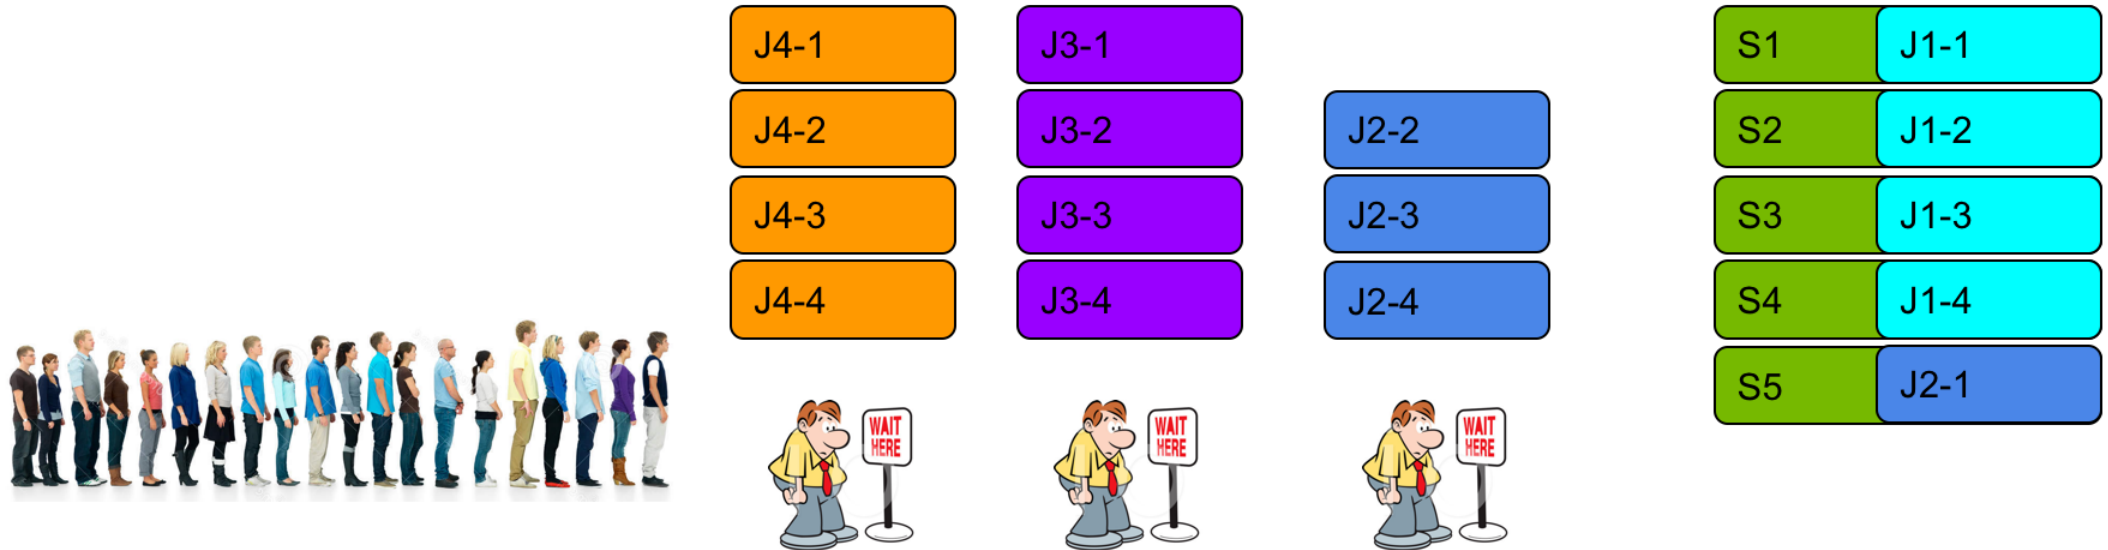 J4-1
J4-2
J4-3
J4-4
WAIT
HERE
J3-1
J3-2
J3-3
J3-4
WAIT
HERE
J2-2
J2-3
J2-4
WAIT
HERE
S1 J1-1
S2 J1-2
S3 J1-3
S4 J1-4
S5 J2-1